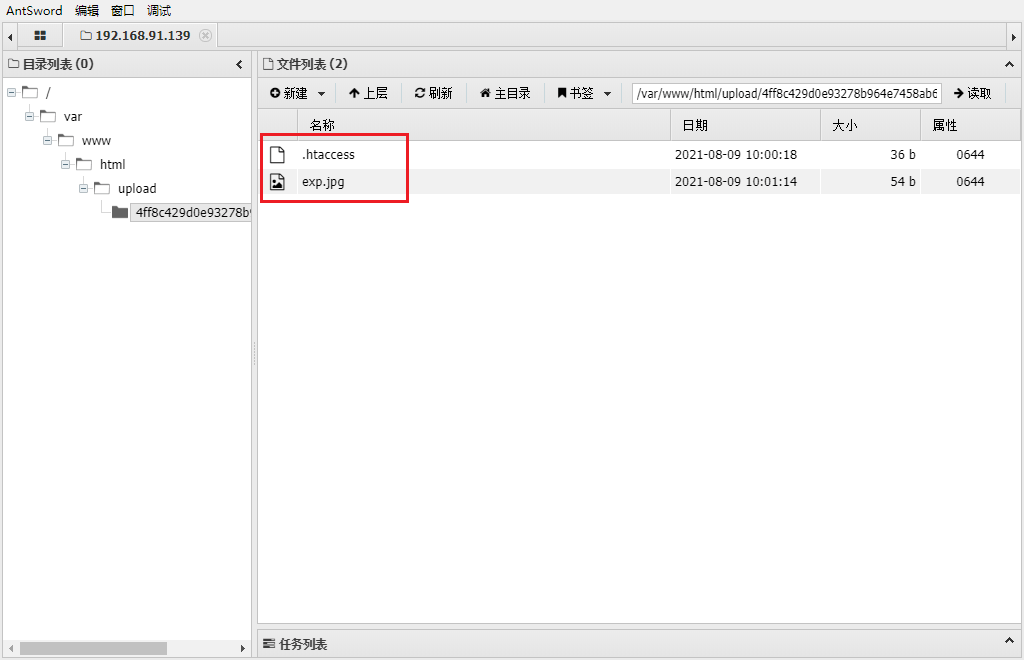 AntSword 编辑 窗口 调试
192.168.91.139
目录列表 (0)
文件列表 (2)
新建 上层 刷新 主目录 书签 /var/www/html/upload/4ff8c429d0e93278b964e7458ab6 读取
/
var
www
html
upload
4ff8c429d0e93278b
名称 日期 大小 属性
.htaccess 2021-08-09 10:00:18 36 b 0644
exp.jpg 2021-08-09 10:01:14 54 b 0644
任务列表